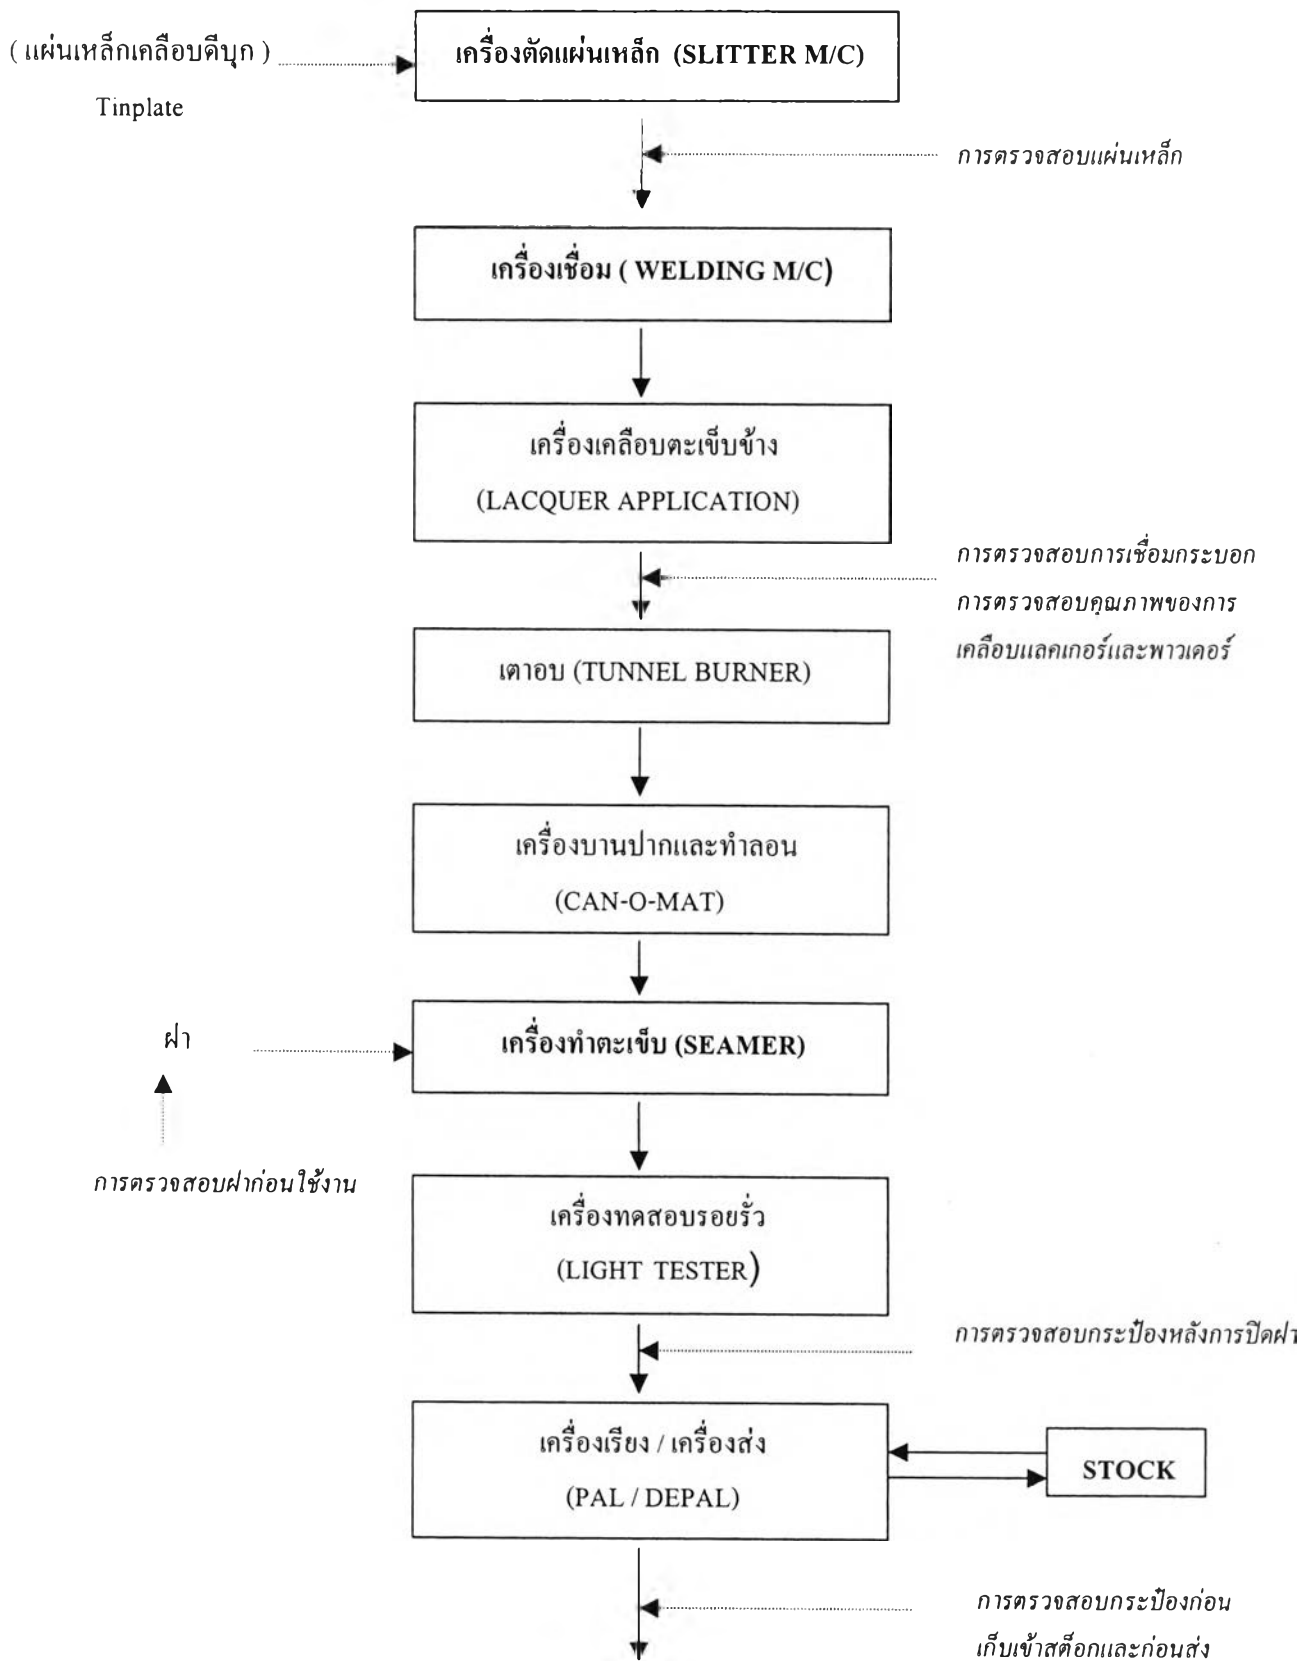 ( แผ่นเหล็กเคลือบดีบุก )
Tinplate
เครื่องตัดแผ่นเหล็ก (SLITTER M/C)
การตรวจสอบแผ่นเหล็ก
เครื่องเชื่อม ( WELDING M/C)
เครื่องเคลือบตะเข็บข้าง
(LACQUER APPLICATION)
การตรวจสอบการเชื่อมกระบอก
การตรวจสอบคุณภาพของการ
เคลือบแลคเกอร์และพาวเดอร์
เตาอบ (TUNNEL BURNER)
เครื่องบานปากและทำลอน
(CAN-O-MAT)
ฝา
เครื่องทำตะเข็บ (SEAMER)
การตรวจสอบฝาก่อนใช้งาน
เครื่องทดสอบรอยรั่ว
(LIGHT TESTER)
การตรวจสอบกระป๋องหลังการปิดฝา
เครื่องเรียง / เครื่องส่ง
(PAL / DEPAL)
STOCK
การตรวจสอบกระป๋องก่อน
เก็บเข้าสต็อกและก่อนส่ง